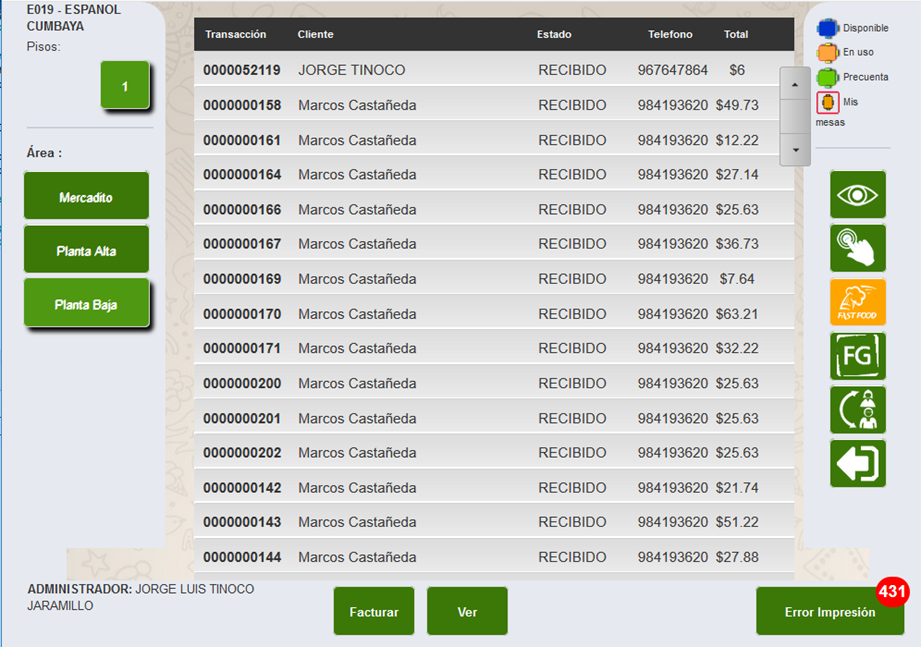 E019 - ESPANOL
CUMBAYA
Pisos:
1
Área :
Mercadito
Planta Alta
Planta Baja
Transacción Cliente Estado Telefono Total
0000052119 JORGE TINOCO RECIBIDO 967647864 $6
0000000158 Marcos Castañeda RECIBIDO 984193620 $49.73
0000000161 Marcos Castañeda RECIBIDO 984193620 $12.22
0000000164 Marcos Castañeda RECIBIDO 984193620 $27.14
0000000166 Marcos Castañeda RECIBIDO 984193620 $25.63
0000000167 Marcos Castañeda RECIBIDO 984193620 $36.73
0000000169 Marcos Castañeda RECIBIDO 984193620 $7.64
0000000170 Marcos Castañeda RECIBIDO 984193620 $63.21
0000000171 Marcos Castañeda RECIBIDO 984193620 $32.22
0000000200 Marcos Castañeda RECIBIDO 984193620 $25.63
0000000201 Marcos Castañeda RECIBIDO 984193620 $25.63
0000000202 Marcos Castañeda RECIBIDO 984193620 $25.63
0000000142 Marcos Castañeda RECIBIDO 984193620 $21.74
0000000143 Marcos Castañeda RECIBIDO 984193620 $51.22
0000000144 Marcos Castañeda RECIBIDO 984193620 $27.88
Disponible
En uso
Precuenta
Mis
mesas
FAST FOOD
FG
ADMINISTRADOR: JORGE LUIS TINOCO
JARAMILLO
Facturar
Ver
Error Impresión
431